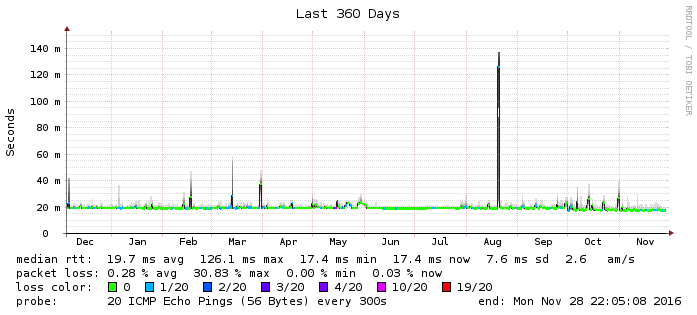 Last 360 Days
RRDTOOL / TOBI OETIKER
Seconds
140 m
120 m
100 m
80 m
60 m
40 m
20 m
0
Dec Jan Feb Mar Apr May Jun Jul Aug Sep Oct Nov
median rtt: 19.7 ms avg 126.1 ms max 17.4 ms min 17.4 ms now 7.6 ms sd 2.6 am/s
packet loss: 0.28 % avg 30.83 % max 0.00 % min 0.03 % now
loss color: 0 1/20 2/20 3/20 4/20 10/20 19/20
probe: 20 ICMP Echo Pings (56 Bytes) every 300s end: Mon Nov 28 22:05:08 2016